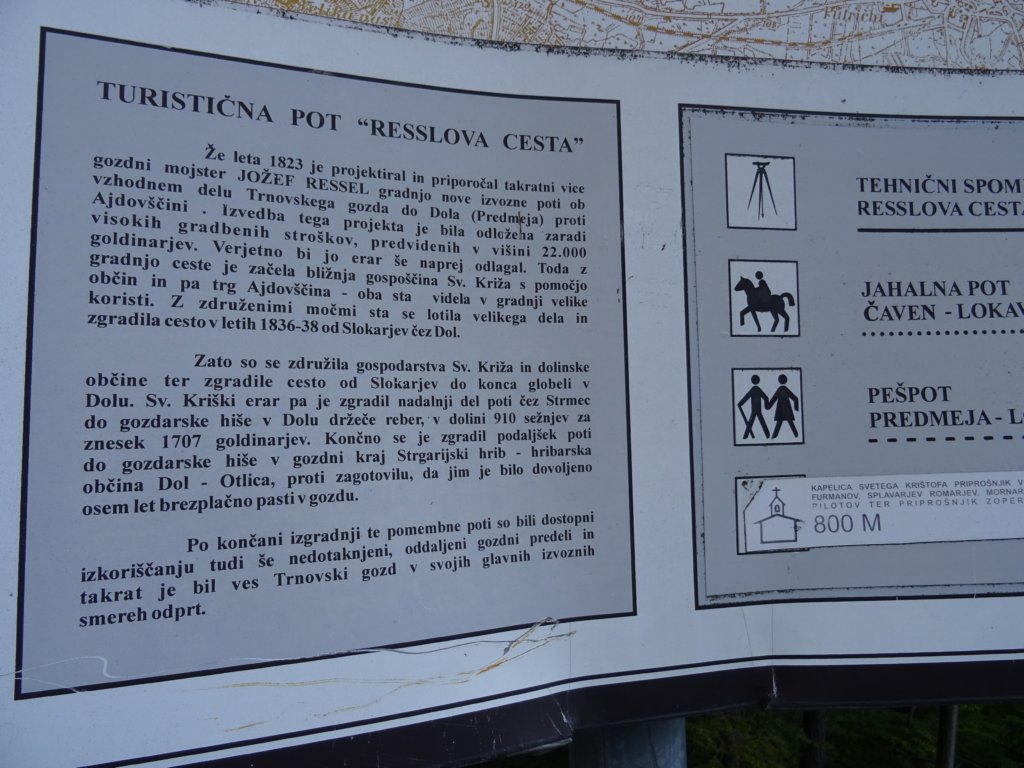 Futrichi
TURISTIČNA POT “RESSLOVA CESTA”
Že leta 1823 je projektiral in priporočal takratni vice
gozdni mojster JOŽEF RESSEL gradnjo nove izvozne poti ob
vzhodnem delu Trnovskega gozda do Dola (Predmeja) proti
Ajdovščini . Izvedba tega projekta je bila odložena zaradi
visokih gradbenih stroškov, predvidenih v višini 22.000
goldinarjev. Verjetno bi jo erar še naprej odlagal. Toda z
gradnjo ceste je začela bližnja gospoščina Sv. Križa s pomočjo
občin in pa trg Ajdovščina - oba sta videla v gradnji velike
koristi. Z združenimi močmi sta se lotila velikega dela in
zgradila cesto v letih 1836-38 od Slokarjev čez Dol.
Zato so se združila gospodarstva Sv. Križa in dolinske
občine ter zgradile cesto od Slokarjev do konca globeli v
Dolu. Sv. Kriški erar pa je zgradil nadalnji del poti čez Strmec
do gozdarske hiše v Dolu držeče reber, v dolini 910 sežnjev za
znesek 1707 goldinarjev. Končno se je zgradil podaljšek poti
do gozdarske hiše v gozdni kraj Strgarijski hrib - hribarska
občina Dol - Otlica, proti zagotovilu, da jim je bilo dovoljeno
osem let brezplačno pasti v gozdu.
Po končani izgradnji te pomembne poti so bili dostopni
izkoriščanju tudi še nedotaknjeni, oddaljeni gozdni predeli in
takrat je bil ves Trnovski gozd v svojih glavnih izvoznih
smereh odprt.
TEHNIČNI SPOM
RESSLOVA CESTA
JAHALNA POT
ČAVEN - LOKAV
PEŠPOT
PREDMEJA - L
KAPELICA SVETEGA KRIŠTOFA PRIPROŠNJIK V
FURMANOV, SPLAVARJEV ROMARJEV, MORNAR
PILOTOV TER PRIPROŠNJIK ZOPER
800 M